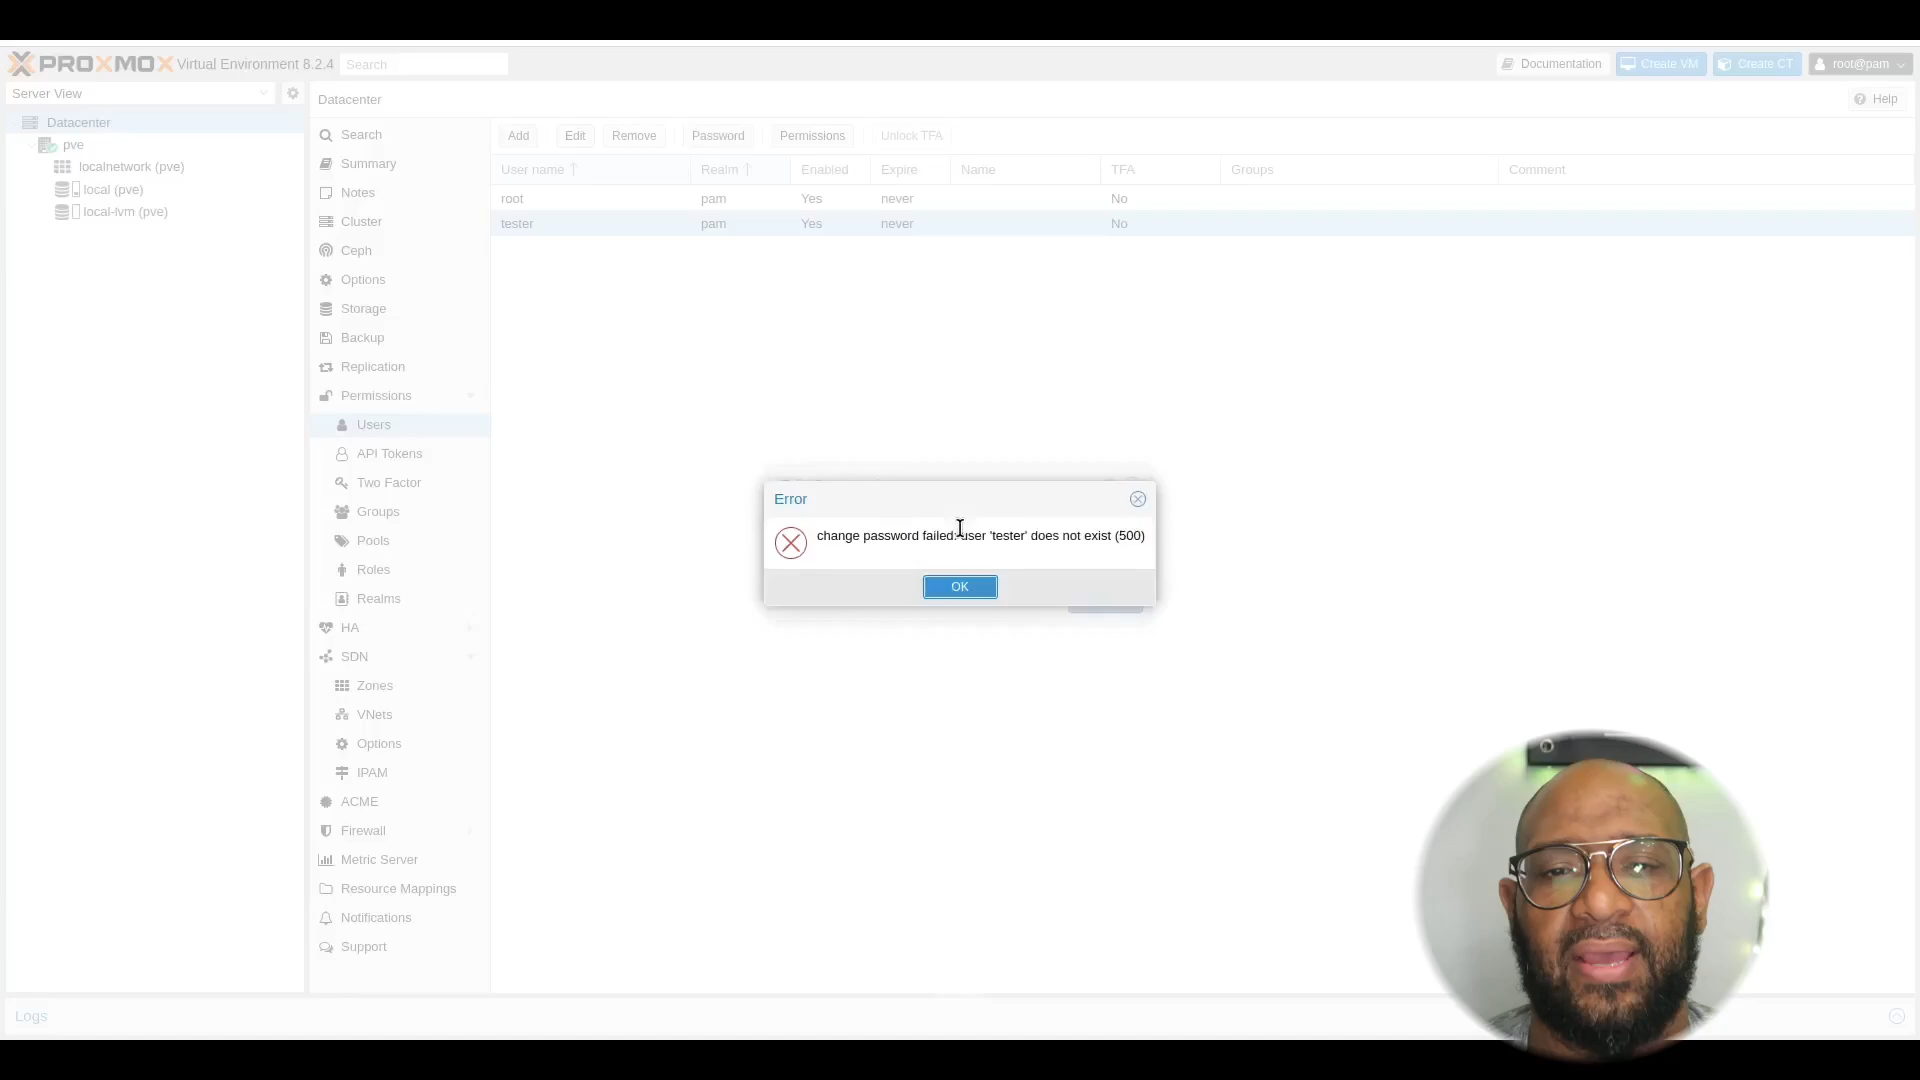 PROXMOX Virtual Environment 8.2.4 Search Documentation Create VM Create CT root@pam
Server View Datacenter Help
Datacenter
pve
localnetwork (pve)
local (pve)
local-lvm (pve)
Search
Summary
Notes
Cluster
Ceph
Options
Storage
Backup
Replication
Permissions
Users
API Tokens
Two Factor
Groups
Pools
Roles
Realms
HA
SDN
Zones
VNets
Options
IPAM
ACME
Firewall
Metric Server
Resource Mappings
Notifications
Support
Add Edit Remove Password Permissions Unlock TFA
User name Realm Enabled Expire Name TFA Groups Comment
root pam Yes never No
tester pam Yes never No
Error
change password failed: user 'tester' does not exist (500)
OK
Logs